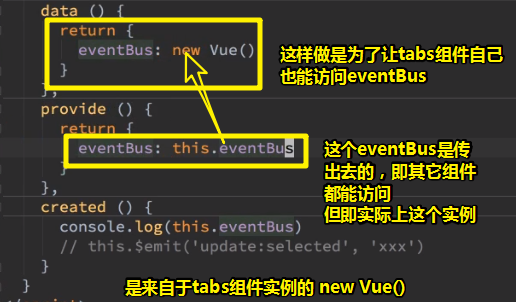 data () {
return {
eventBus: new Vue()
}
},
这样做是为了让tabs组件自己
也能访问eventBus
provide () {
return {
eventBus: this.eventBus
}
},
这个eventBus是传
出去的，即其它组件
都能访问
但即实际上这个实例
created () {
console.log(this.eventBus)
// this.$emit('update:selected', 'xxx')
}
}
是来自于tabs组件实例的 new Vue()